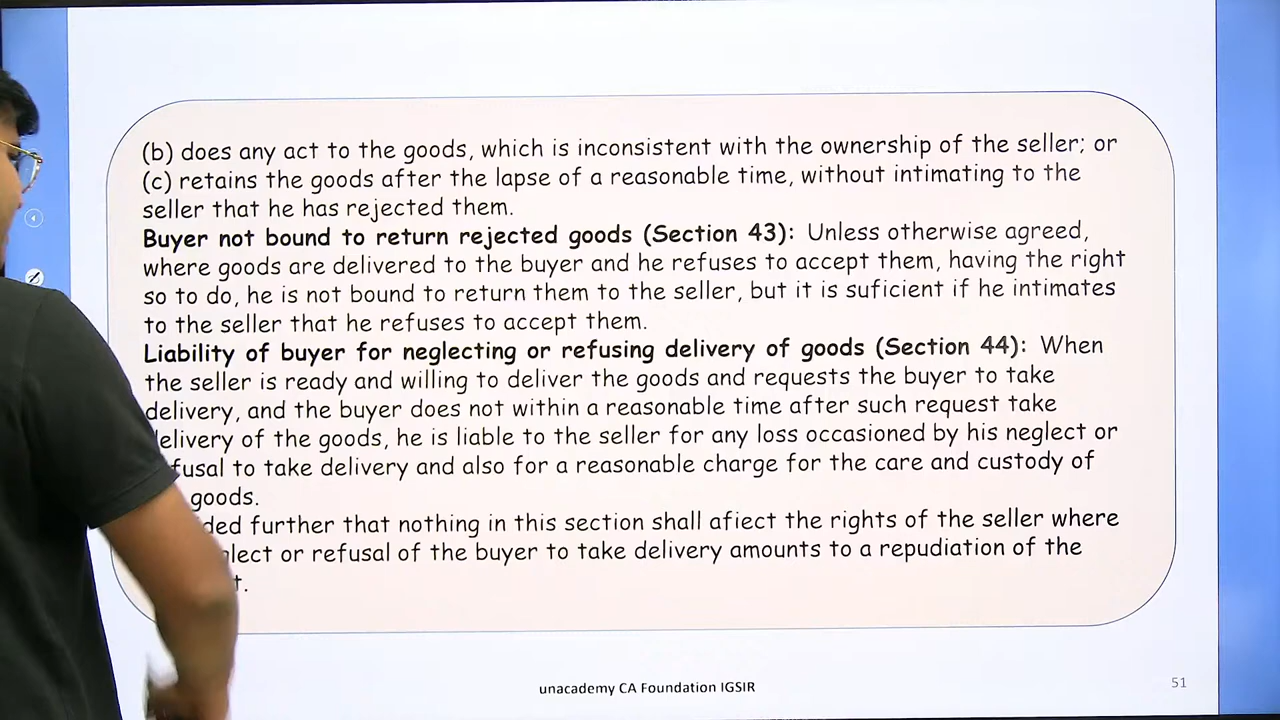 (b) does any act to the goods, which is inconsistent with the ownership of the seller; or
(c) retains the goods after the lapse of a reasonable time, without intimating to the
seller that he has rejected them.
Buyer not bound to return rejected goods (Section 43): Unless otherwise agreed,
where goods are delivered to the buyer and he refuses to accept them, having the right
so to do, he is not bound to return them to the seller, but it is suficient if he intimates
to the seller that he refuses to accept them.
Liability of buyer for neglecting or refusing delivery of goods (Section 44): When
the seller is ready and willing to deliver the goods and requests the buyer to take
delivery, and the buyer does not within a reasonable time after such request take
delivery of the goods, he is liable to the seller for any loss occasioned by his neglect or
to take delivery and also for a reasonable charge for the care and custody of
goods.
further that nothing in this section shall afiect the rights of the seller where
or refusal of the buyer to take delivery amounts to a repudiation of the
unacademy CA Foundation IGSIR
51